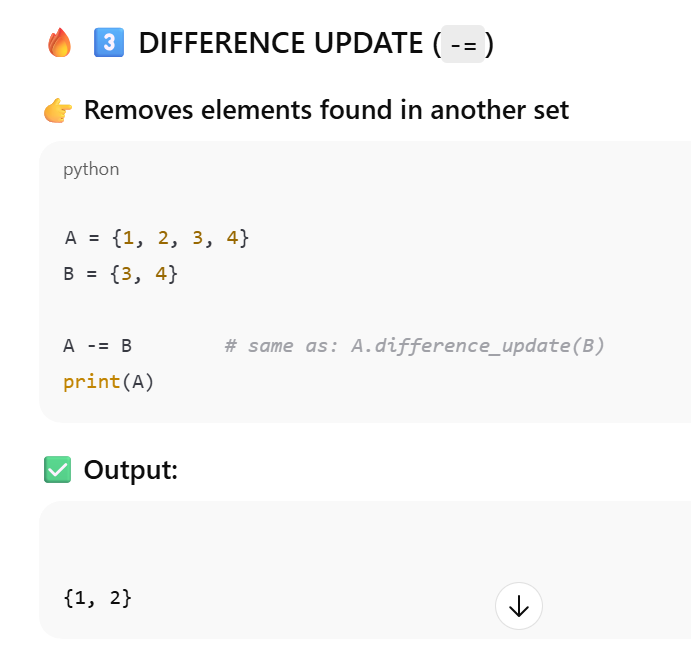 🔥 3️⃣ DIFFERENCE UPDATE (-=)
👉 Removes elements found in another set
python
A = {1, 2, 3, 4}
B = {3, 4}
A -= B        # same as: A.difference_update(B)
print(A)
✅ Output:
{1, 2}